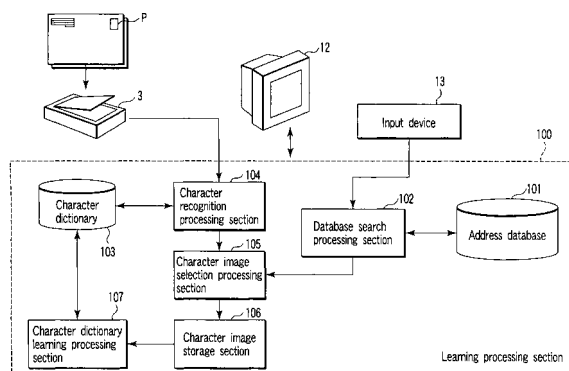 P
12
3
13
Input device
100
104
Character
recognition
processing section
Character
dictionary
103
102
Database search
processing section
101
Address database
105
Character image
selection processing
section
107
Character dictionary
learning processing
section
106
Character image
storage section
Learning processing section